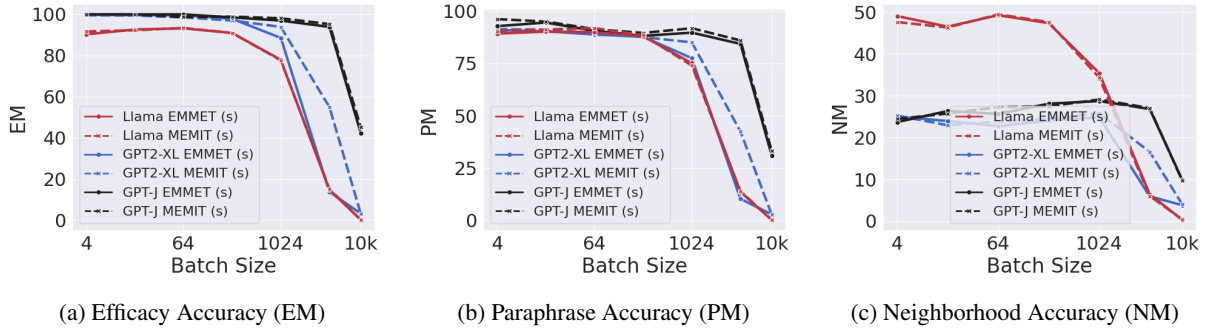 100
80
60
40
20
0
EM
Llama EMMET (s)
Llama MEMIT (s)
GPT2-XL EMMET (s)
GPT2-XL MEMIT (s)
GPT-J EMMET (s)
GPT-J MEMIT (s)
4 64 1024 10k
Batch Size
(a) Efficacy Accuracy (EM)
100
75
50
25
0
PM
Llama EMMET (s)
Llama MEMIT (s)
GPT2-XL EMMET (s)
GPT2-XL MEMIT (s)
GPT-J EMMET (s)
GPT-J MEMIT (s)
4 64 1024 10k
Batch Size
(b) Paraphrase Accuracy (PM)
50
40
30
20
10
0
NM
Llama EMMET (s)
Llama MEMIT (s)
GPT2-XL EMMET (s)
GPT2-XL MEMIT (s)
GPT-J EMMET (s)
GPT-J MEMIT (s)
4 64 1024 10k
Batch Size
(c) Neighborhood Accuracy (NM)